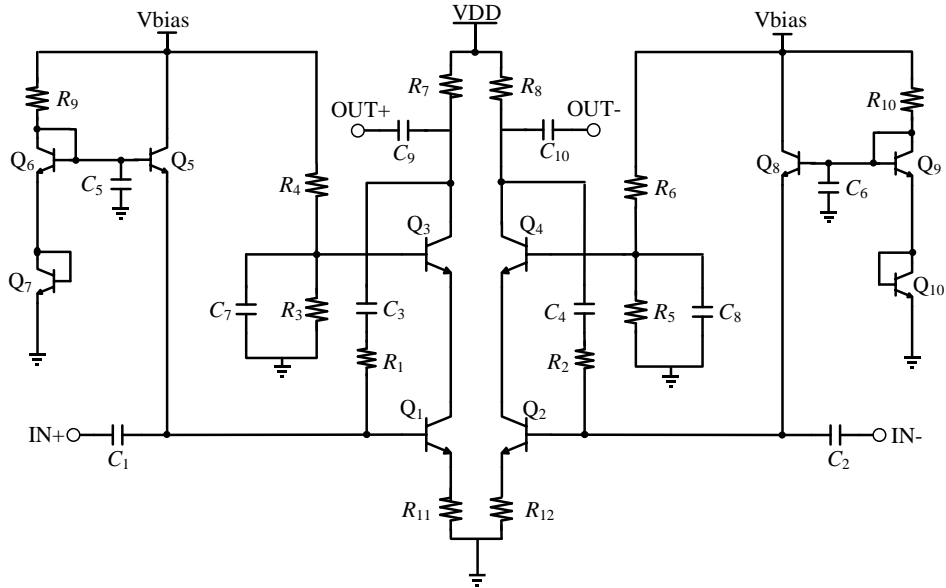 Vbias VDD Vbias
R9 R7 R8 R10
OUT+ OUT-
C9 C10
Q6 Q5 Q8 Q9
C5 R4 R6 C6
Q3 Q4
Q7 Q10
C7 R3 C3 C4 R5 C8
R1 R2
Q1 Q2
IN+ IN-
C1 C2
R11 R12